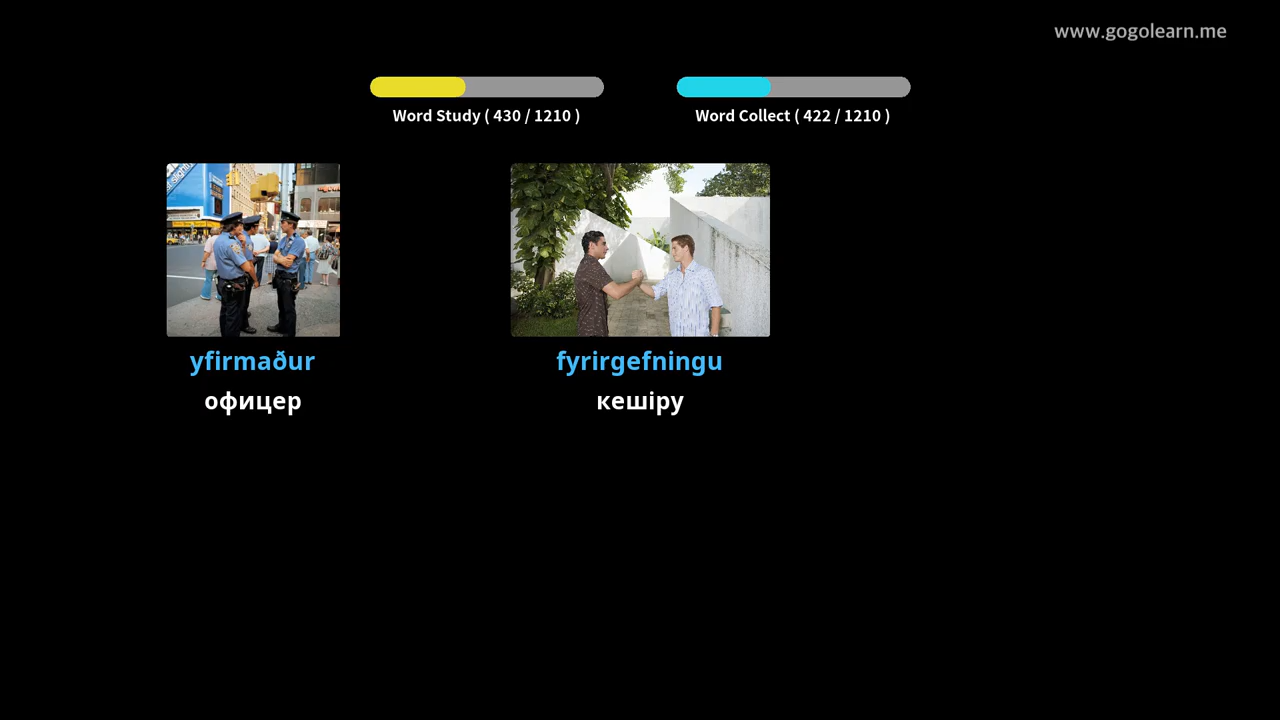 www.gogolearn.me
Word Study ( 430 / 1210 )
Word Collect ( 422 / 1210 )
yfirmaður
fyrirgefningu
офицер
кешіру